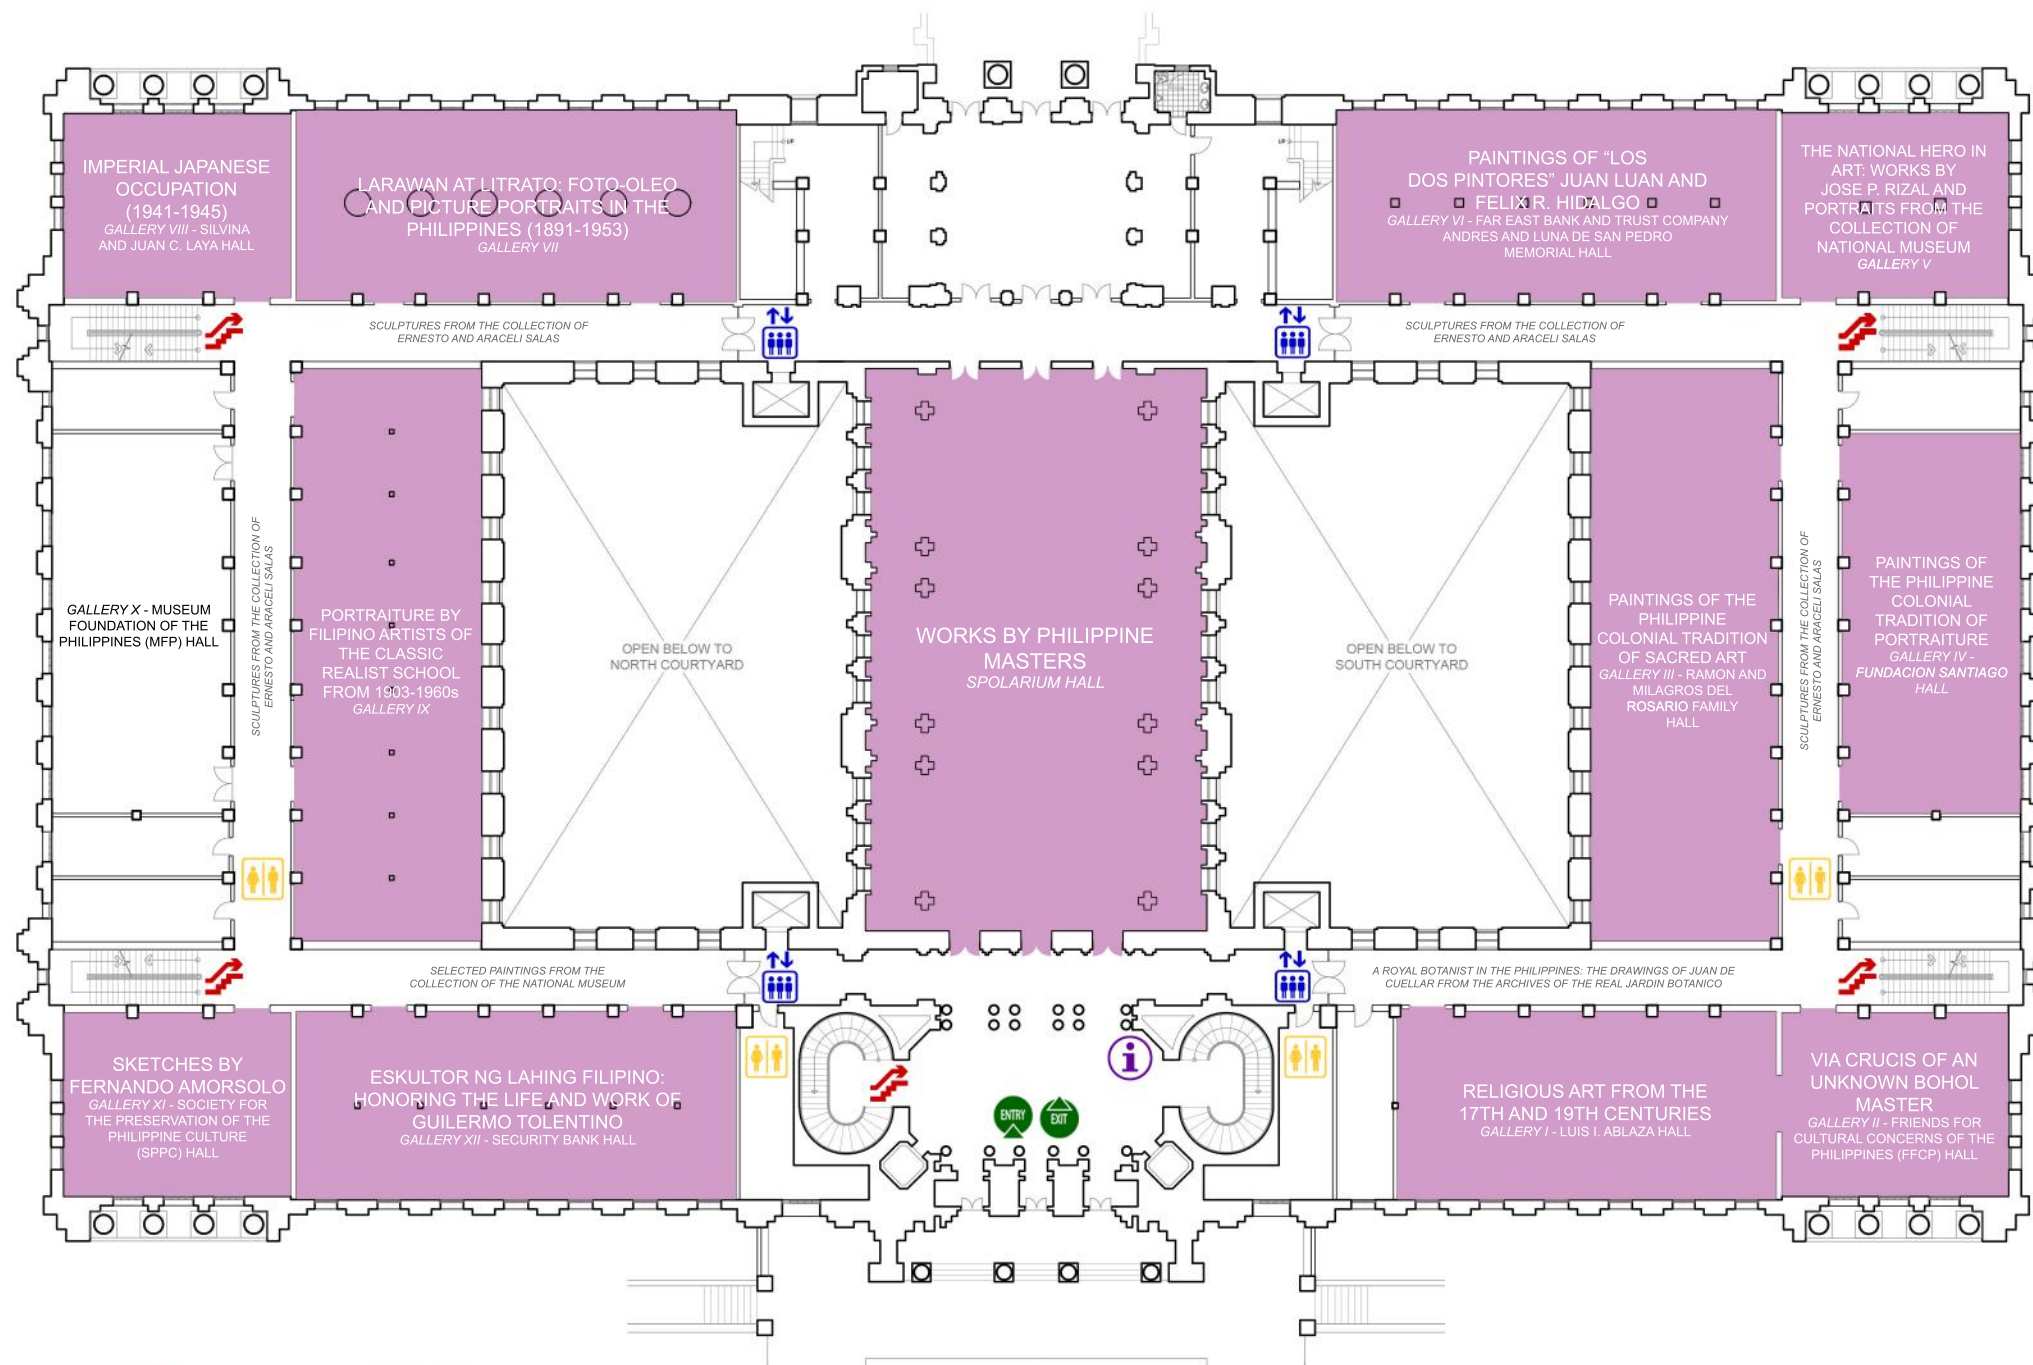 IMPERIAL JAPANESE
OCCUPATION
(1941-1945)
GALLERY VIII - SILVINA
AND JUAN C. LAYA HALL
LARAWAN AT LITRATO: FOTO-OLEO
AND PICTURE PORTRAITS IN THE
PHILIPPINES (1891-1953)
GALLERY VII
UP
UP
PAINTINGS OF “LOS
DOS PINTORES” JUAN LUAN AND
FELIX R. HIDALGO
GALLERY VI - FAR EAST BANK AND TRUST COMPANY
ANDRES AND LUNA DE SAN PEDRO
MEMORIAL HALL
THE NATIONAL HERO IN
ART: WORKS BY
JOSE P. RIZAL AND
PORTRAITS FROM THE
COLLECTION OF
NATIONAL MUSEUM
GALLERY V
SCULPTURES FROM THE COLLECTION OF
ERNESTO AND ARACELI SALAS
SCULPTURES FROM THE COLLECTION OF
ERNESTO AND ARACELI SALAS
GALLERY X - MUSEUM
FOUNDATION OF THE
PHILIPPINES (MFP) HALL
SCULPTURES FROM THE COLLECTION OF
ERNESTO AND ARACELI SALAS
PORTRAITURE BY
FILIPINO ARTISTS OF
THE CLASSIC
REALIST SCHOOL
FROM 1903-1960s
GALLERY IX
OPEN BELOW TO
NORTH COURTYARD
WORKS BY PHILIPPINE
MASTERS
SPOLARIUM HALL
OPEN BELOW TO
SOUTH COURTYARD
PAINTINGS OF THE
PHILIPPINE
COLONIAL TRADITION
OF SACRED ART
GALLERY III - RAMON AND
MILAGROS DEL
ROSARIO FAMILY
HALL
SCULPTURES FROM THE COLLECTION OF
ERNESTO AND ARACELI SALAS
PAINTINGS OF
THE PHILIPPINE
COLONIAL
TRADITION OF
PORTRAITURE
GALLERY IV -
FUNDACION SANTIAGO
HALL
SELECTED PAINTINGS FROM THE
COLLECTION OF THE NATIONAL MUSEUM
A ROYAL BOTANIST IN THE PHILIPPINES: THE DRAWINGS OF JUAN DE
CUELLAR FROM THE ARCHIVES OF THE REAL JARDIN BOTANICO
SKETCHES BY
FERNANDO AMORSOLO
GALLERY XI - SOCIETY FOR
THE PRESERVATION OF THE
PHILIPPINE CULTURE
(SPPC) HALL
ESKULTOR NG LAHING FILIPINO:
HONORING THE LIFE AND WORK OF
GUILERMO TOLENTINO
GALLERY XII - SECURITY BANK HALL
i
ENTRY
EXIT
RELIGIOUS ART FROM THE
17TH AND 19TH CENTURIES
GALLERY I - LUIS I. ABLAZA HALL
VIA CRUCIS OF AN
UNKNOWN BOHOL
MASTER
GALLERY II - FRIENDS FOR
CULTURAL CONCERNS OF THE
PHILIPPINES (FFCP) HALL